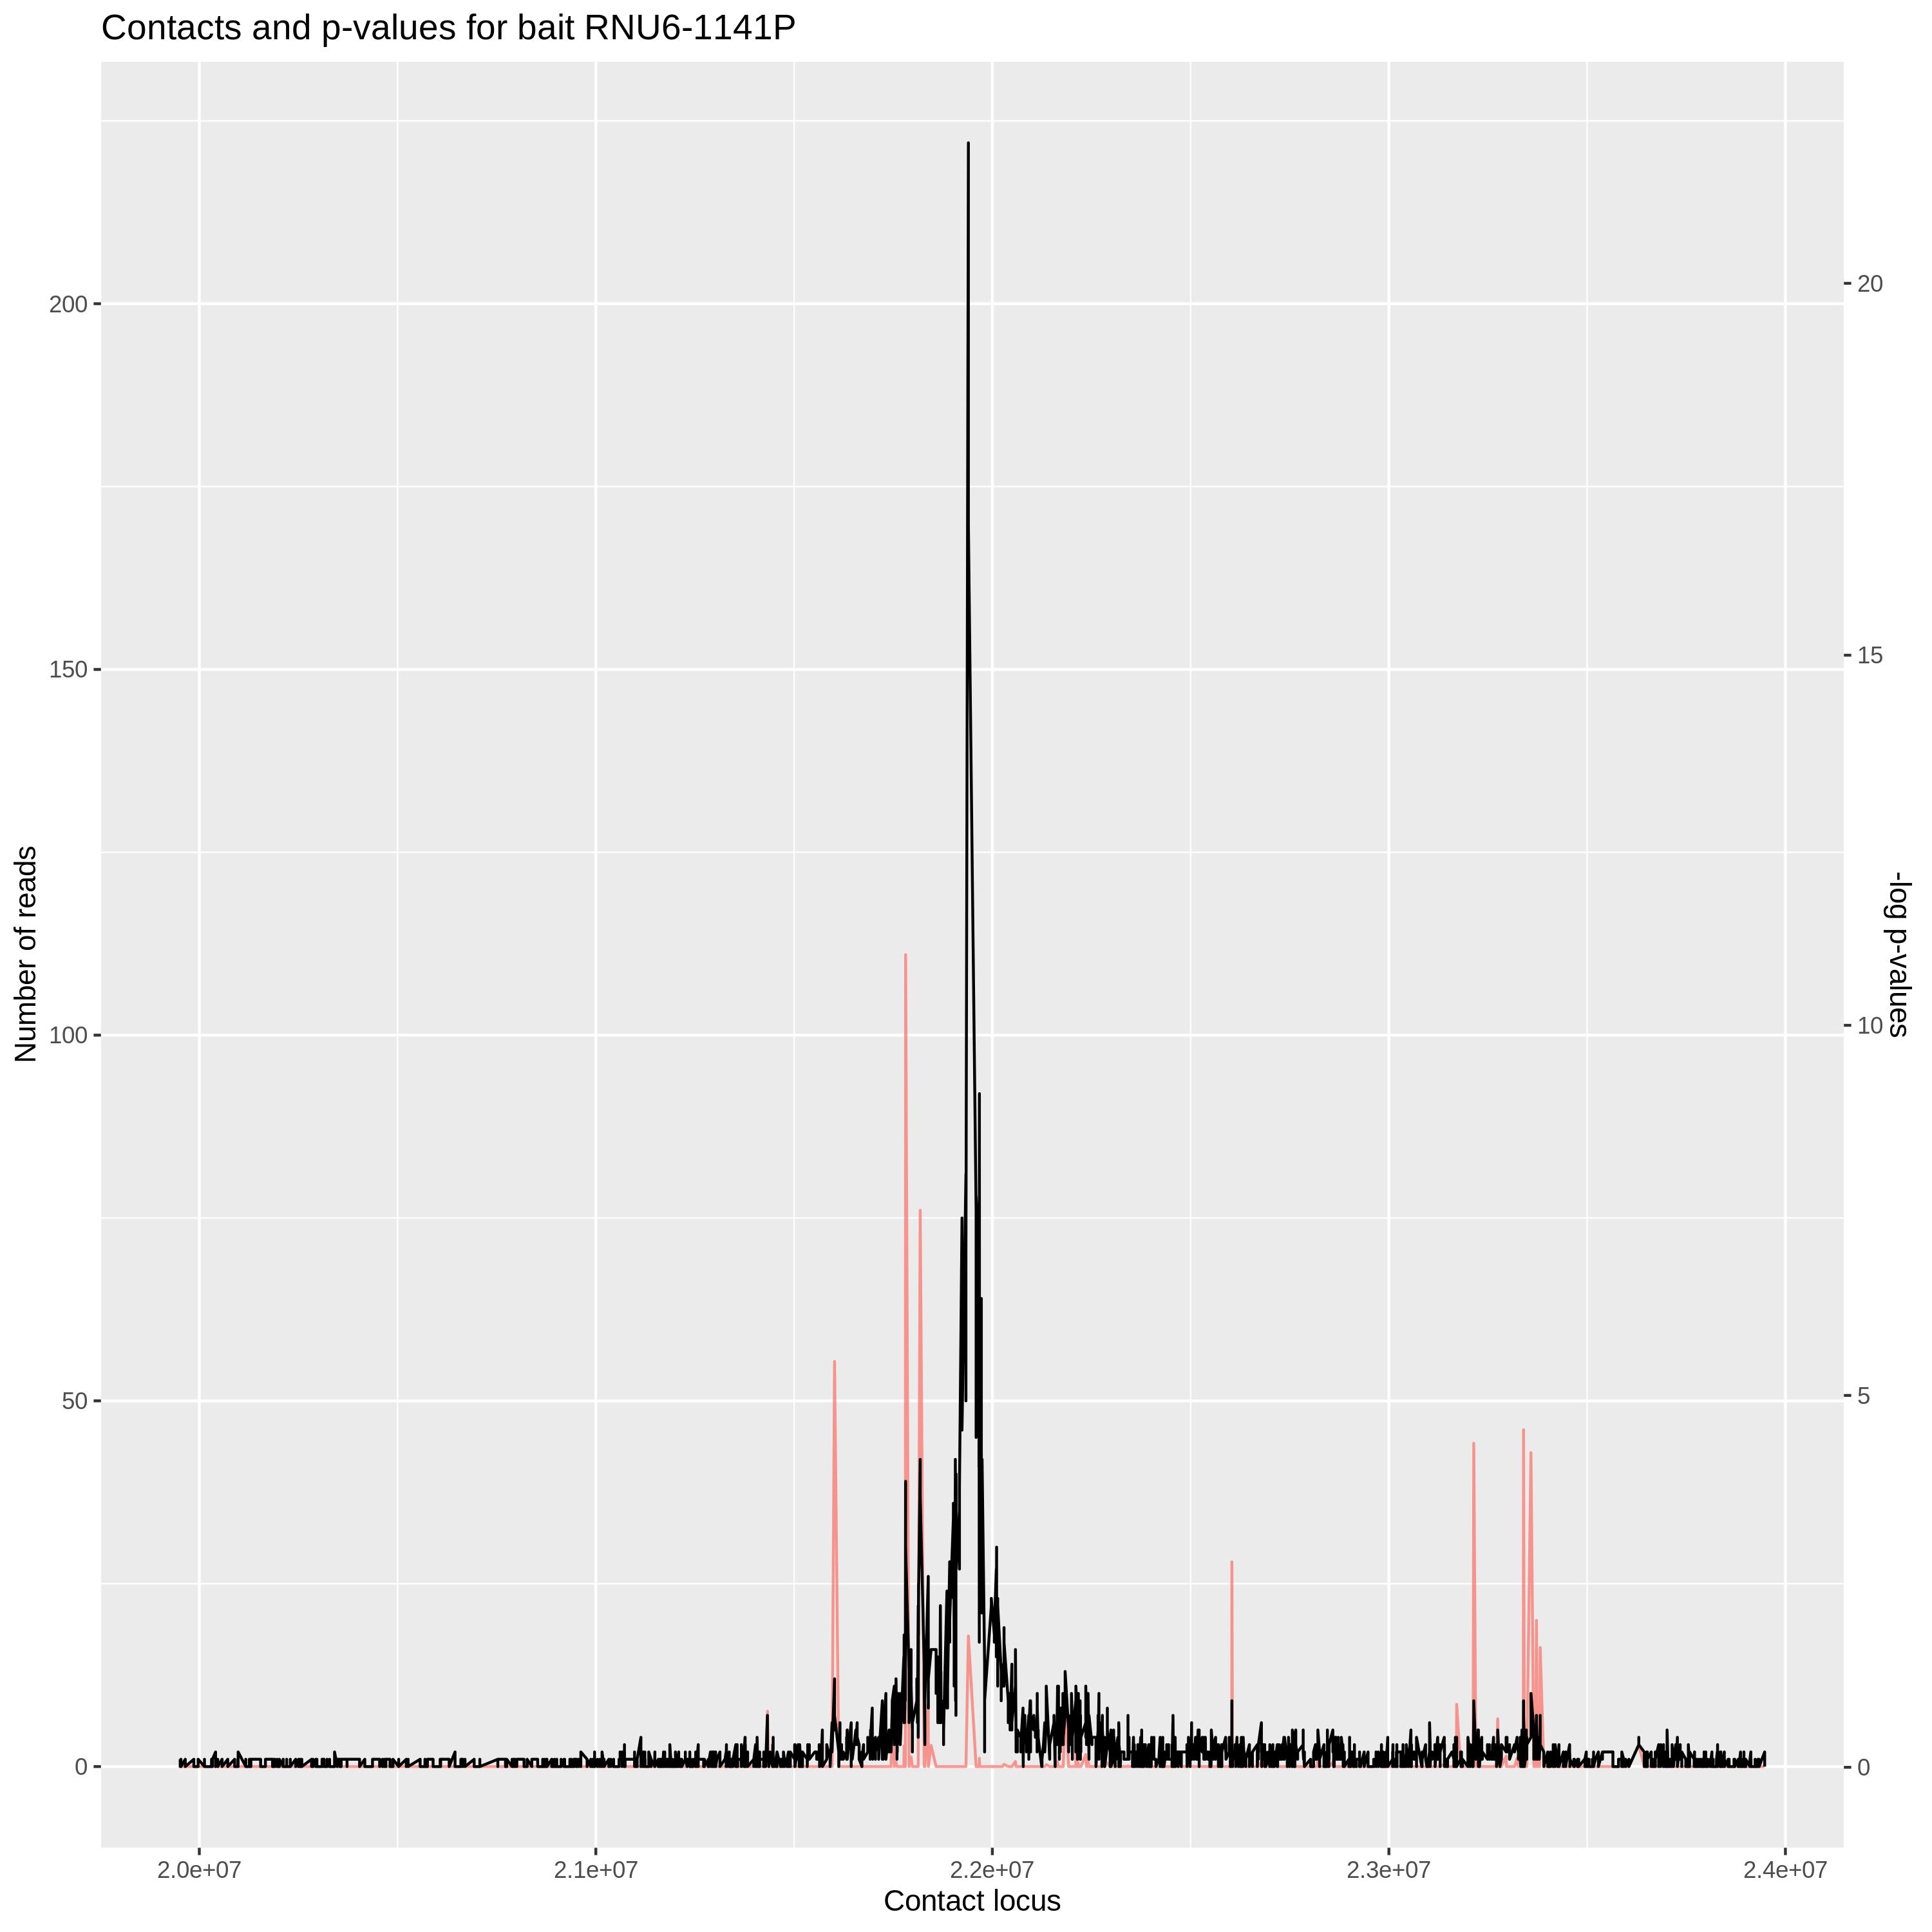 Contacts and p-values for bait RNU6-1141P
Number of reads
200
150
100
50
0
20
15
10
5
0
-log p-values
2.0e+07
2.1e+07
2.2e+07
2.3e+07
2.4e+07
Contact locus